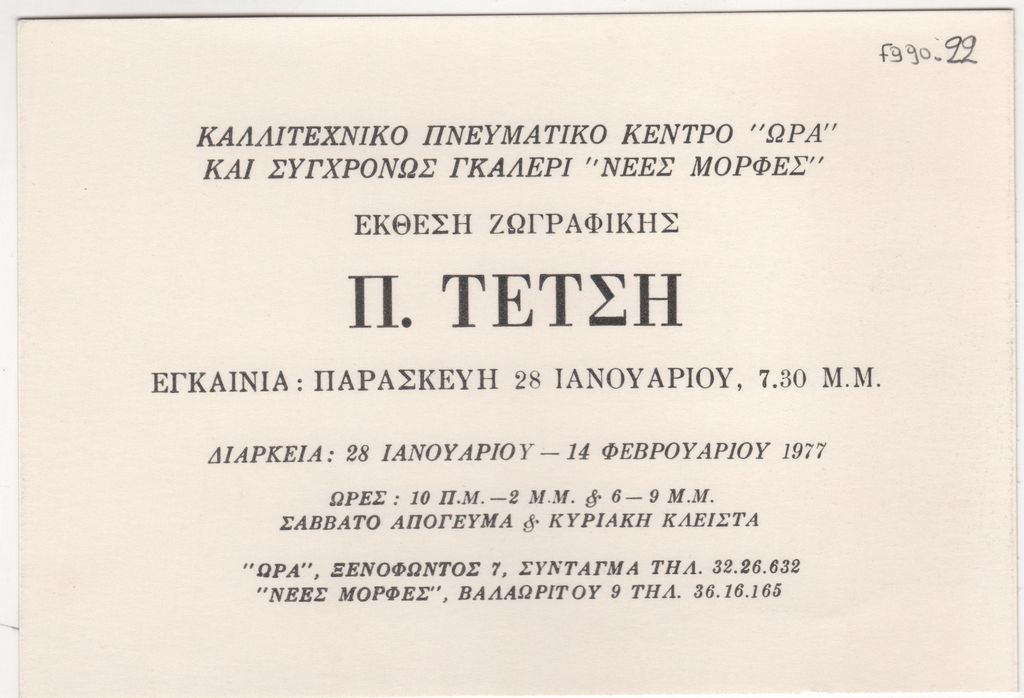 f990.22
ΚΑΛΛΙΤΕΧΝΙΚΟ ΠΝΕΥΜΑΤΙΚΟ ΚΕΝΤΡΟ "ΩΡΑ"
ΚΑΙ ΣΥΓΧΡΟΝΩΣ ΓΚΑΛΕΡΙ "ΝΕΕΣ ΜΟΡΦΕΣ"
ΕΚΘΕΣΗ ΖΩΓΡΑΦΙΚΗΣ
Π. ΤΕΤΣΗ
ΕΓΚΑΙΝΙΑ: ΠΑΡΑΣΚΕΥΗ 28 ΙΑΝΟΥΑΡΙΟΥ, 7.30 Μ.Μ.
ΔΙΑΡΚΕΙΑ: 28 ΙΑΝΟΥΑΡΙΟΥ — 14 ΦΕΒΡΟΥΑΡΙΟΥ 1977
ΩΡΕΣ : 10 Π.Μ. — 2 Μ.Μ. & 6 — 9 Μ.Μ.
ΣΑΒΒΑΤΟ ΑΠΟΓΕΥΜΑ & ΚΥΡΙΑΚΗ ΚΛΕΙΣΤΑ
"ΩΡΑ", ΞΕΝΟΦΩΝΤΟΣ 7, ΣΥΝΤΑΓΜΑ ΤΗΛ. 32.26.632
"ΝΕΕΣ ΜΟΡΦΕΣ", ΒΑΛΑΩΡΙΤΟΥ 9 ΤΗΛ. 36.16.165